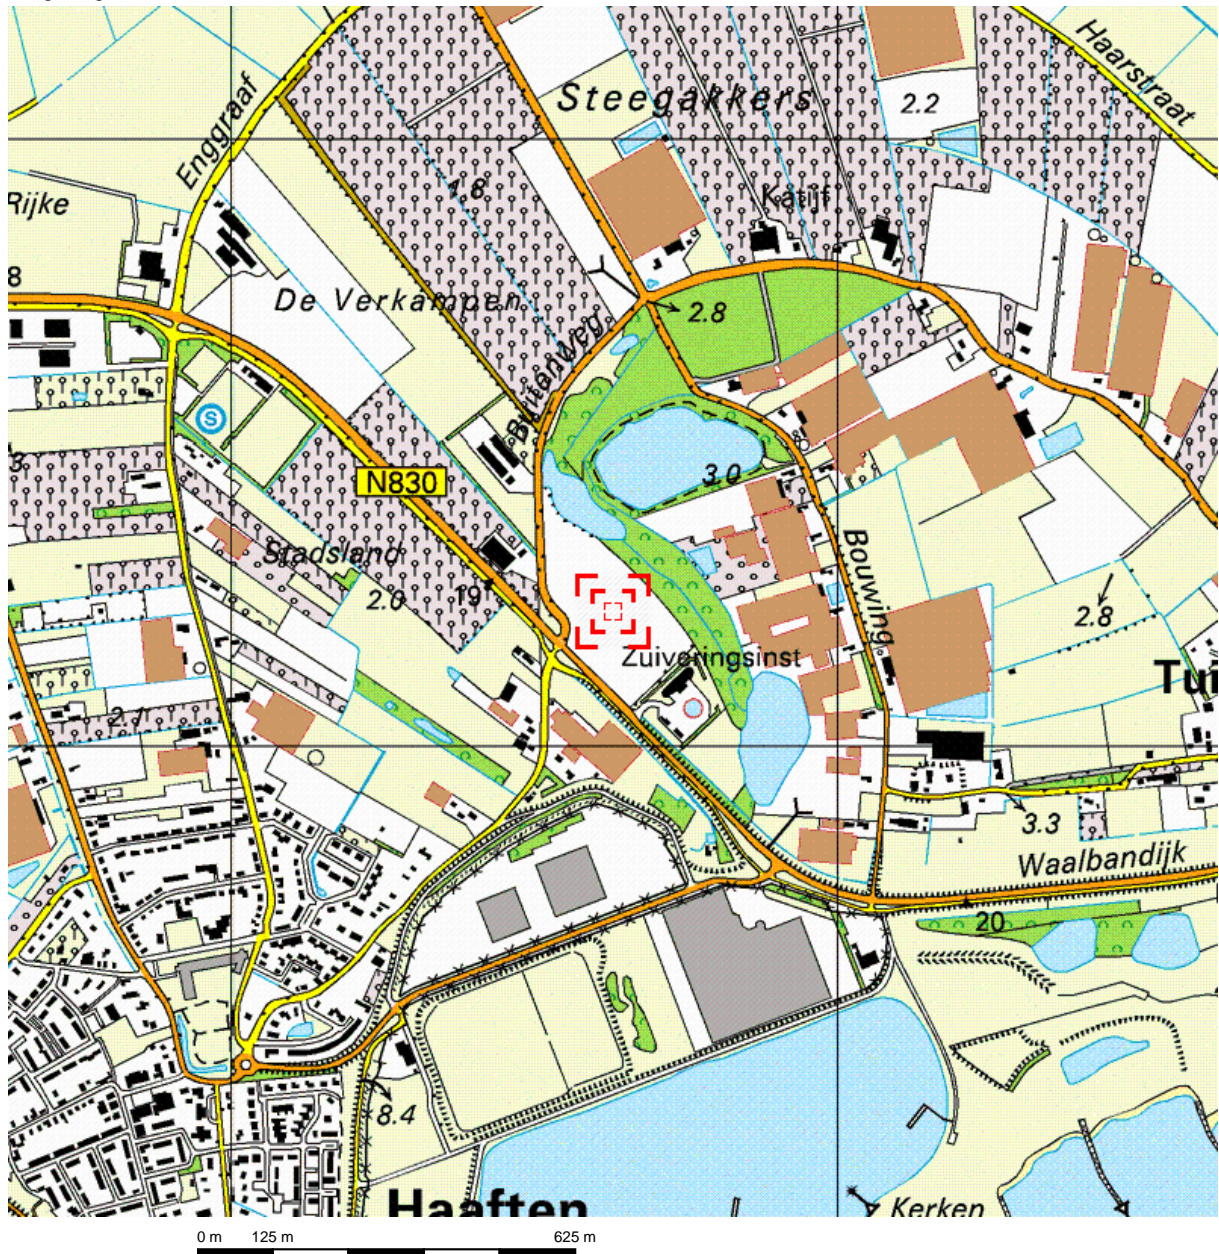 Haarstraat
Steegakkers
2.2
Enggraaf
1.8
Katijf
Rijke
8
De Verkampen
2.8
Buitenweg
S
3.0
N830
3
Bouwing
Stadsland
2.0
19
2.8
Zuiveringsinst
Tui
2.1
3.3
Waalbandijk
20
8.4
Haaften
Kerken
0 m 125 m 625 m